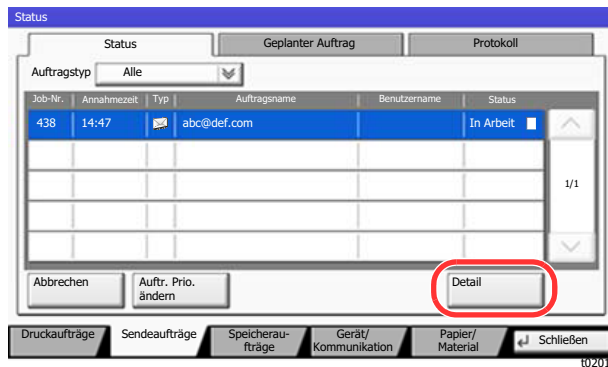 Status
Status Geplanter Auftrag Protokoll
Auftragstyp Alle
Job-Nr. Annahmezeit Typ Auftragsname Benutzername Status
438 14:47 abc@def.com In Arbeit
1/1
Abbrechen Auftr. Prio. Detail
ändern
Druckaufträge Sendeaufträge Speicherau- Gerät/ Papier/ Schließen
fträge Kommunikation Material
t0201